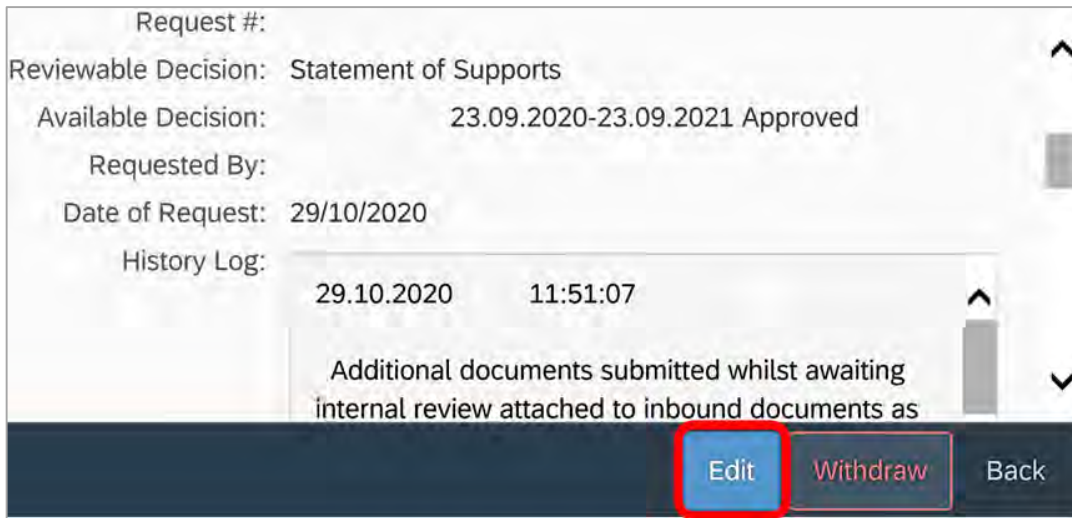 Request #:
Reviewable Decision: Statement of Supports
Available Decision: 23.09.2020-23.09.2021 Approved
Requested By:
Date of Request: 29/10/2020
History Log:
29.10.2020 11:51:07
Additional documents submitted whilst awaiting
internal review attached to inbound documents as
Edit Withdraw Back